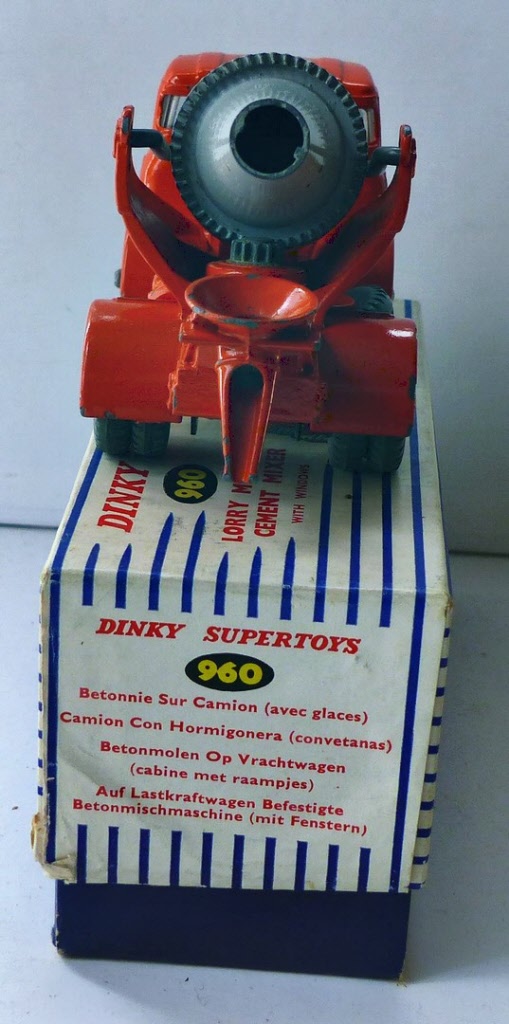 DINKY
960
LORRY M
CEMENT MIXER
WITH WINDOWS
DINKY SUPERTOYS
960
Betonnie Sur Camion (avec glaces)
Camion Con Hormigonera (convetanas)
Betonmolen Op Vrachtwagen
(cabine met raampjes)
Auf Lastkraftwagen Befestigte
Betonmischmaschine (mit Fenstern)